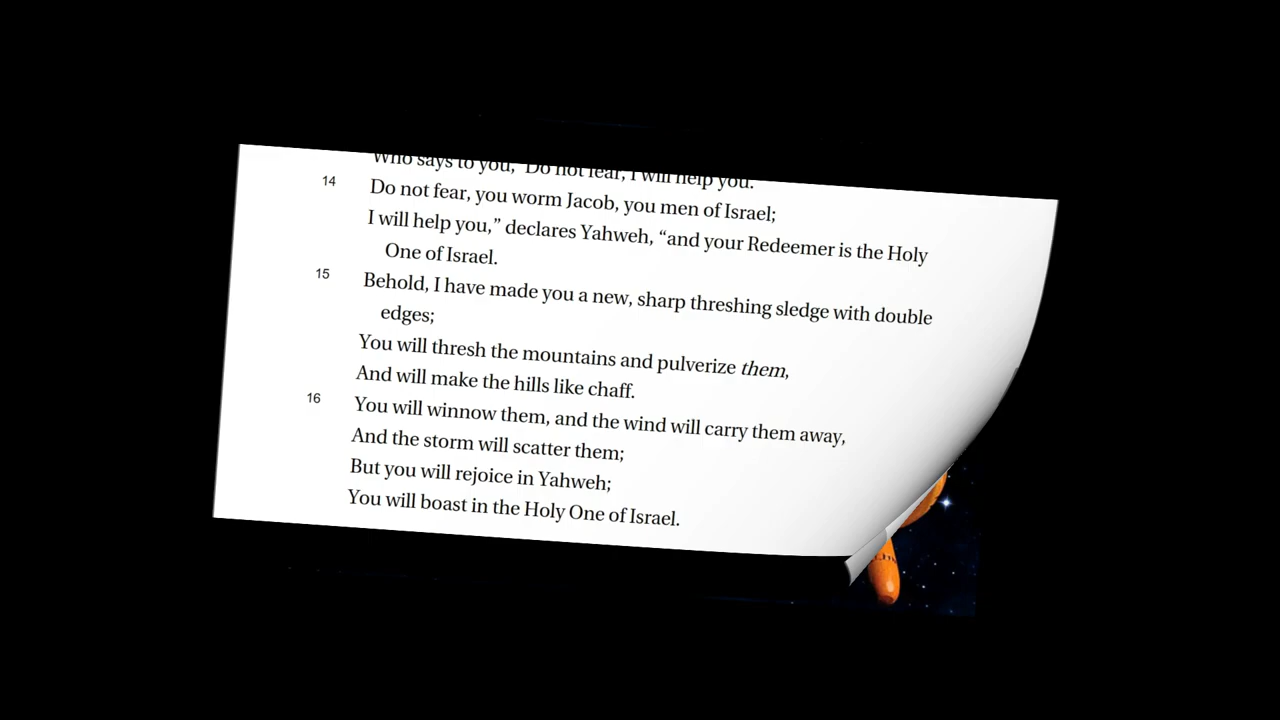 Who says to you, ‘Do not fear, I will help you.’
14 Do not fear, you worm Jacob, you men of Israel;
I will help you,” declares Yahweh, “and your Redeemer is the Holy
One of Israel.
15 Behold, I have made you a new, sharp threshing sledge with double
edges;
You will thresh the mountains and pulverize them,
And will make the hills like chaff.
16 You will winnow them, and the wind will carry them away,
And the storm will scatter them;
But you will rejoice in Yahweh;
You will boast in the Holy One of Israel.